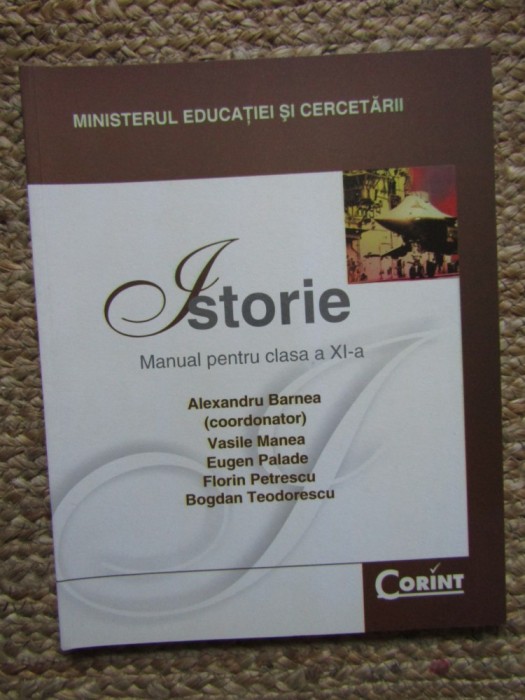 MINISTERUL EDUCAȚIEI ȘI CERCETĂRII
Istorie
Manual pentru clasa a XI-a
Alexandru Barnea
(coordonator)
Vasile Manea
Eugen Palade
Florin Petrescu
Bogdan Teodorescu
CORINT